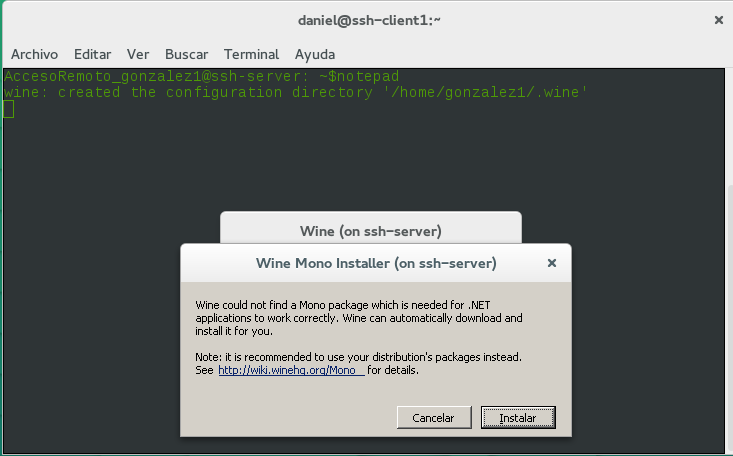 daniel@ssh-client1:~
Archivo Editar Ver Buscar Terminal Ayuda
AccesoRemoto_gonzalez1@ssh-server: ~$notepad
wine: created the configuration directory '/home/gonzalez1/.wine'
Wine (on ssh-server)
Wine Mono Installer (on ssh-server)
Wine could not find a Mono package which is needed for .NET
applications to work correctly. Wine can automatically download and
install it for you.
Note: it is recommended to use your distribution's packages instead.
See http://wiki.winehq.org/Mono for details.
Cancelar Instalar